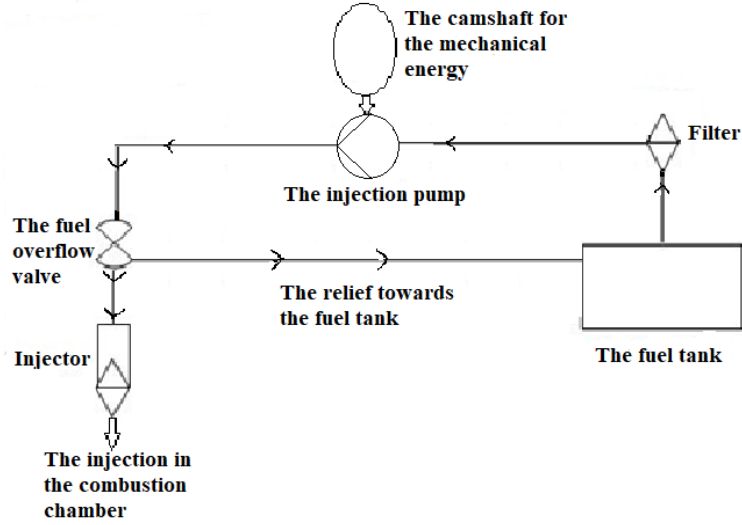 The camshaft for
the mechanical
energy
Filter
The injection pump
The fuel
overflow
valve
The relief towards
the fuel tank
The fuel tank
Injector
The injection in
the combustion
chamber